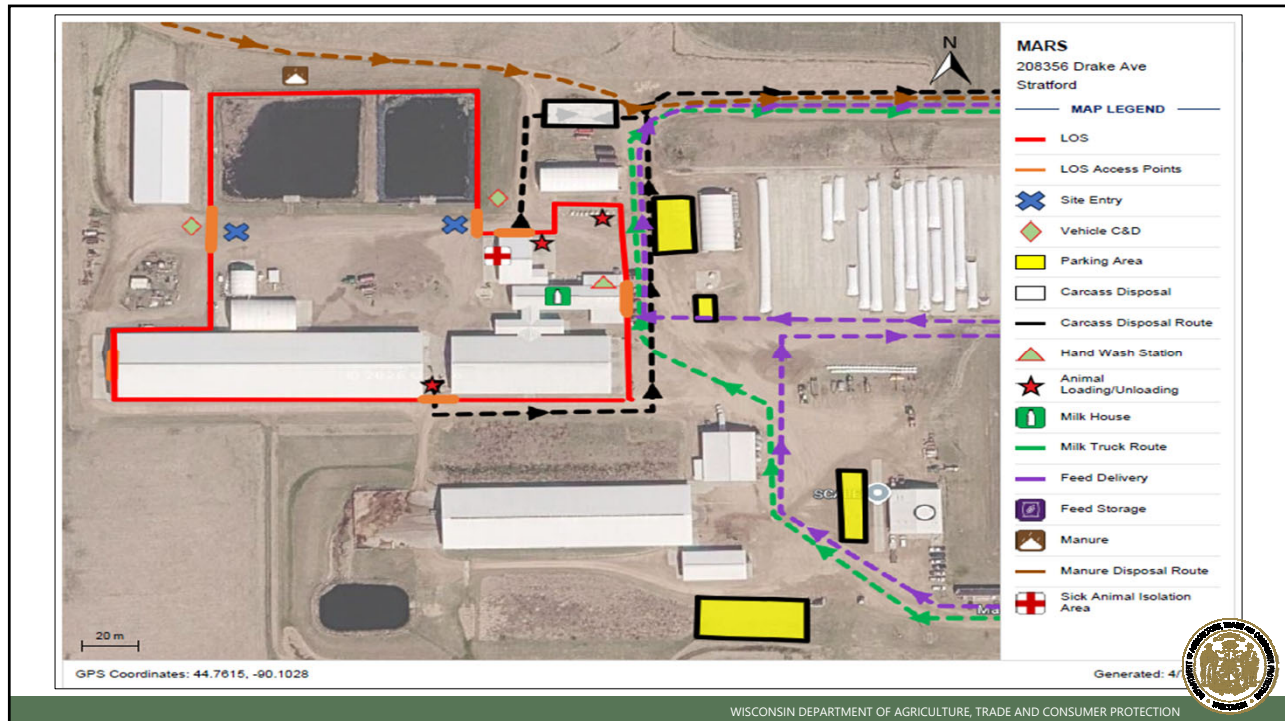 N
20 m
GPS Coordinates: 44.7615, -90.1028
MARS
208356 Drake Ave
Stratford
MAP LEGEND
LOS
LOS Access Points
Site Entry
Vehicle C&D
Parking Area
Carcass Disposal
Carcass Disposal Route
Hand Wash Station
Animal
Loading/Unloading
Milk House
Milk Truck Route
Feed Delivery
Feed Storage
Manure
Manure Disposal Route
Sick Animal Isolation
Area
Generated: 4/
WISCONSIN DEPARTMENT OF AGRICULTURE, TRADE AND CONSUMER PROTECTION